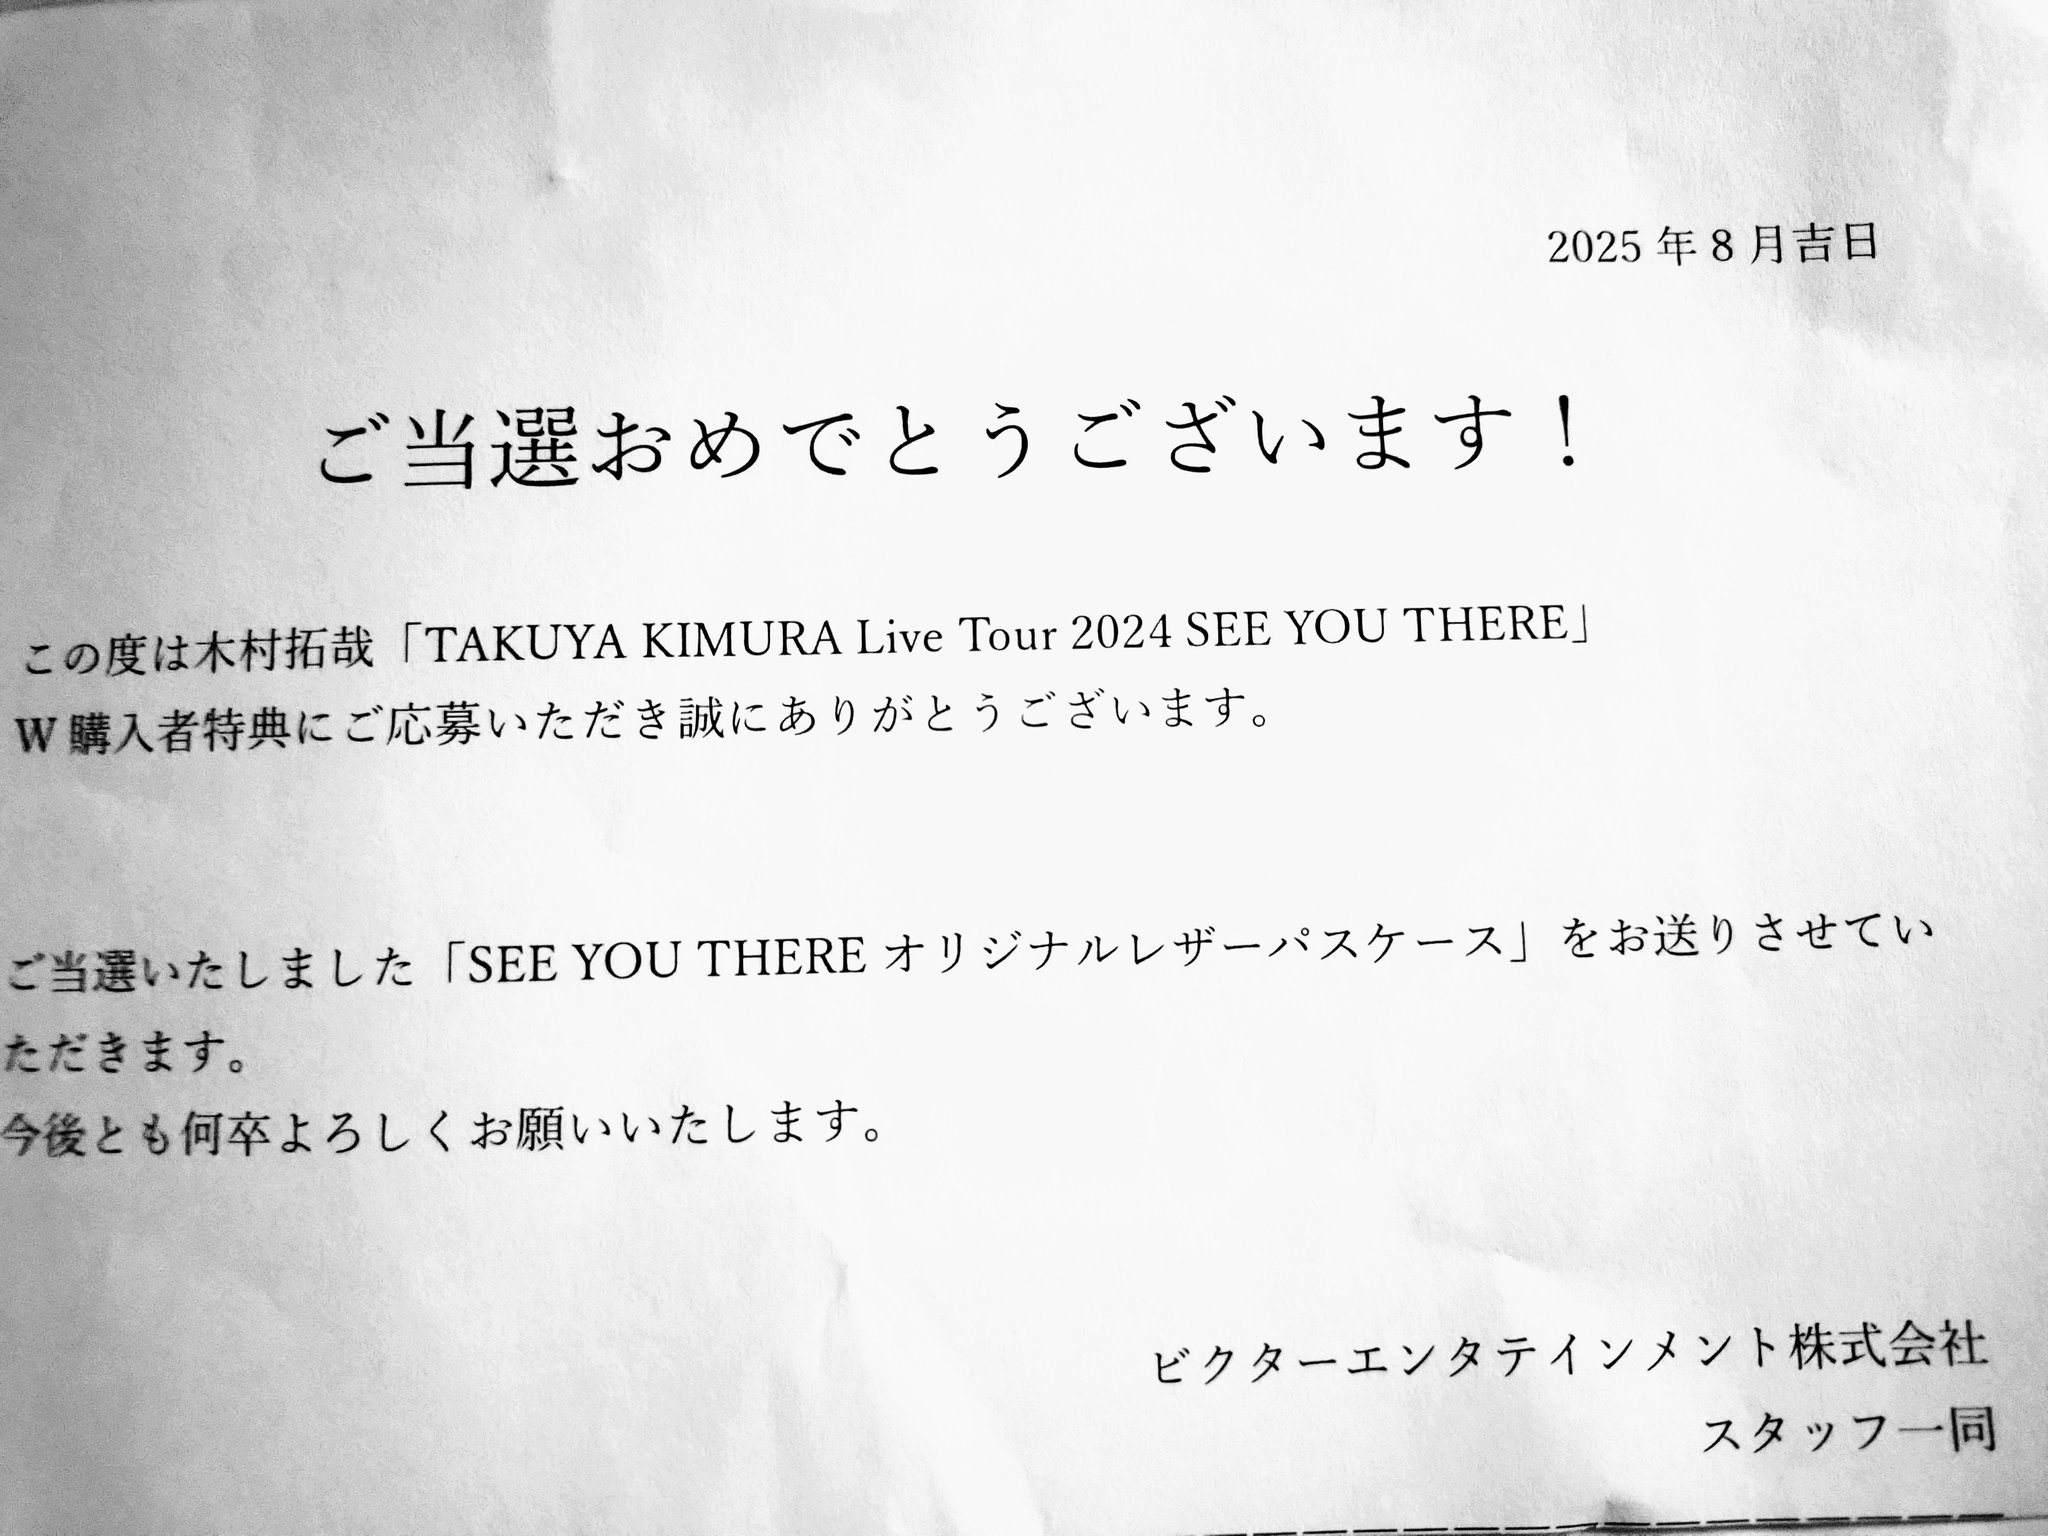 2025 年 8 月吉日
ご当選おめでとうございます！
この度は木村拓哉「TAKUYA KIMURA Live Tour 2024 SEE YOU THERE」
W 購入者特典にご応募いただき誠にありがとうございます。
ご当選いたしました「SEE YOU THERE オリジナルレザーパスケース」をお送りさせてい
ただきます。
今後とも何卒よろしくお願いいたします。
ビクターエンタテインメント株式会社
スタッフ一同